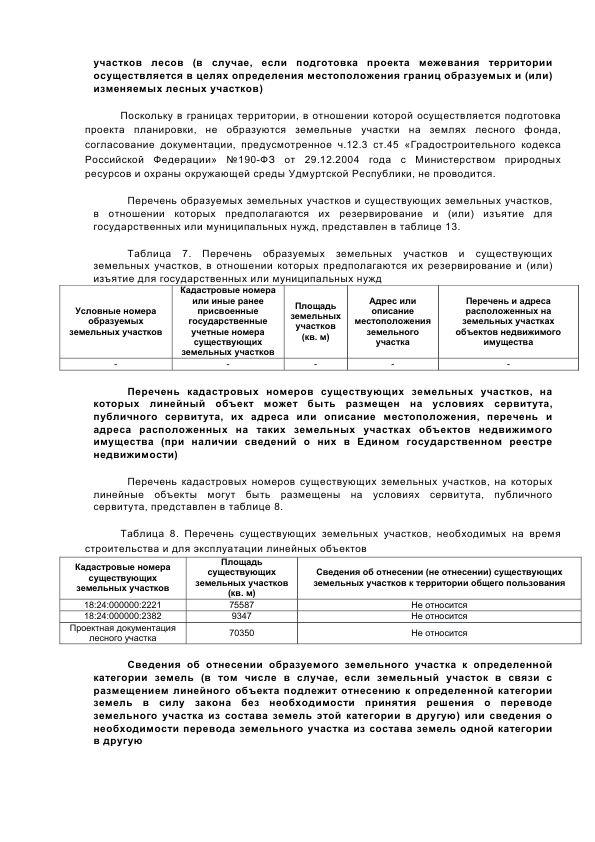 участков лесов (в случае, если подготовка проекта межевания территории
осуществляется в целях определения местоположения границ образуемых и (или)
изменяемых лесных участков)
Поскольку в границах территории, в отношении которой осуществляется подготовка
проекта планировки, не образуются земельные участки на землях лесного фонда,
согласование документации, предусмотренное ч.12.3 ст.45 «Градостроительного кодекса
Российской Федерации» №190-ФЗ от 29.12.2004 года с Министерством природных
ресурсов и охраны окружающей среды Удмуртской Республики, не проводится.
Перечень образуемых земельных участков и существующих земельных участков,
в отношении которых предполагаются их резервирование и (или) изъятие для
государственных или муниципальных нужд, представлен в таблице 13.
Таблица 7. Перечень образуемых земельных участков и существующих
земельных участков, в отношении которых предполагаются их резервирование и (или)
изъятие для государственных или муниципальных нужд
Условные номера
образуемых
земельных участков
Кадастровые номера
или иные ранее
присвоенные
государственные
учетные номера
существующих
земельных участков
Площадь
земельных
участков
(кв. м)
Адрес или
описание
местоположения
земельного
участка
Перечень и адреса
расположенных на
земельных участках
объектов недвижимого
имущества
- - - - -
Перечень кадастровых номеров существующих земельных участков, на
которых линейный объект может быть размещен на условиях сервитута,
публичного сервитута, их адреса или описание местоположения, перечень и
адреса расположенных на таких земельных участках объектов недвижимого
имущества (при наличии сведений о них в Едином государственном реестре
недвижимости)
Перечень кадастровых номеров существующих земельных участков, на которых
линейные объекты могут быть размещены на условиях сервитута, публичного
сервитута, представлен в таблице 8.
Таблица 8. Перечень существующих земельных участков, необходимых на время
строительства и для эксплуатации линейных объектов
Кадастровые номера
существующих
земельных участков
Площадь
существующих
земельных участков
(кв. м)
Сведения об отнесении (не отнесении) существующих
земельных участков к территории общего пользования
18:24:000000:2221 75587 Не относится
18:24:000000:2382 9347 Не относится
Проектная документация
лесного участка
70350 Не относится
Сведения об отнесении образуемого земельного участка к определенной
категории земель (в том числе в случае, если земельный участок в связи с
размещением линейного объекта подлежит отнесению к определенной категории
земель в силу закона без необходимости принятия решения о переводе
земельного участка из состава земель этой категории в другую) или сведения о
необходимости перевода земельного участка из состава земель одной категории
в другую